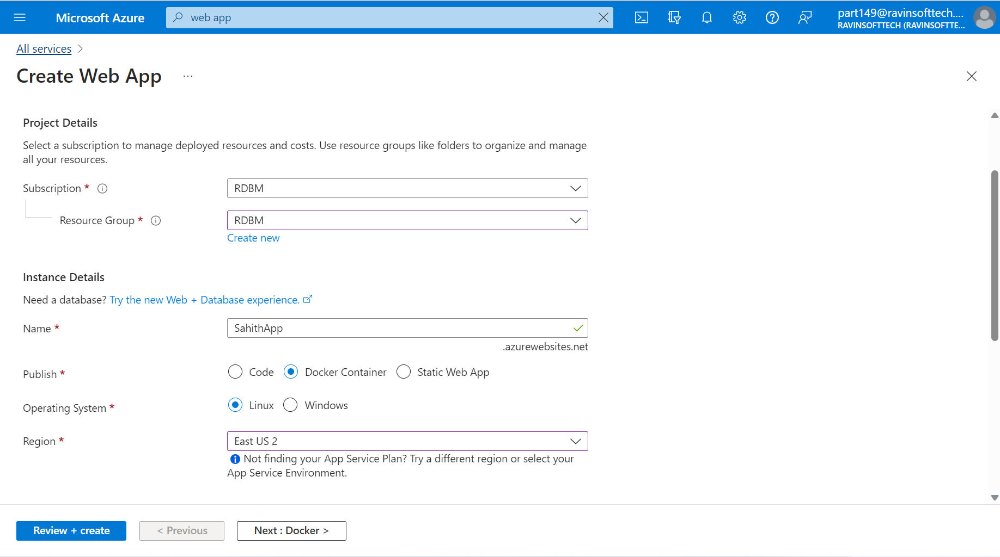 Microsoft Azure
web app
part149@ravinsofttech....
RAVINSOFTTECH (RAVINSOFTTE...
All services
Create Web App
...
Project Details
Select a subscription to manage deployed resources and costs. Use resource groups like folders to organize and manage
all your resources.
Subscription *
RDBM
Resource Group *
RDBM
Create new
Instance Details
Need a database? Try the new Web + Database experience.
Name *
SahithApp
.azurewebsites.net
Publish *
Code
Docker Container
Static Web App
Operating System *
Linux
Windows
Region *
East US 2
Not finding your App Service Plan? Try a different region or select your
App Service Environment.
Review + create
< Previous
Next : Docker >